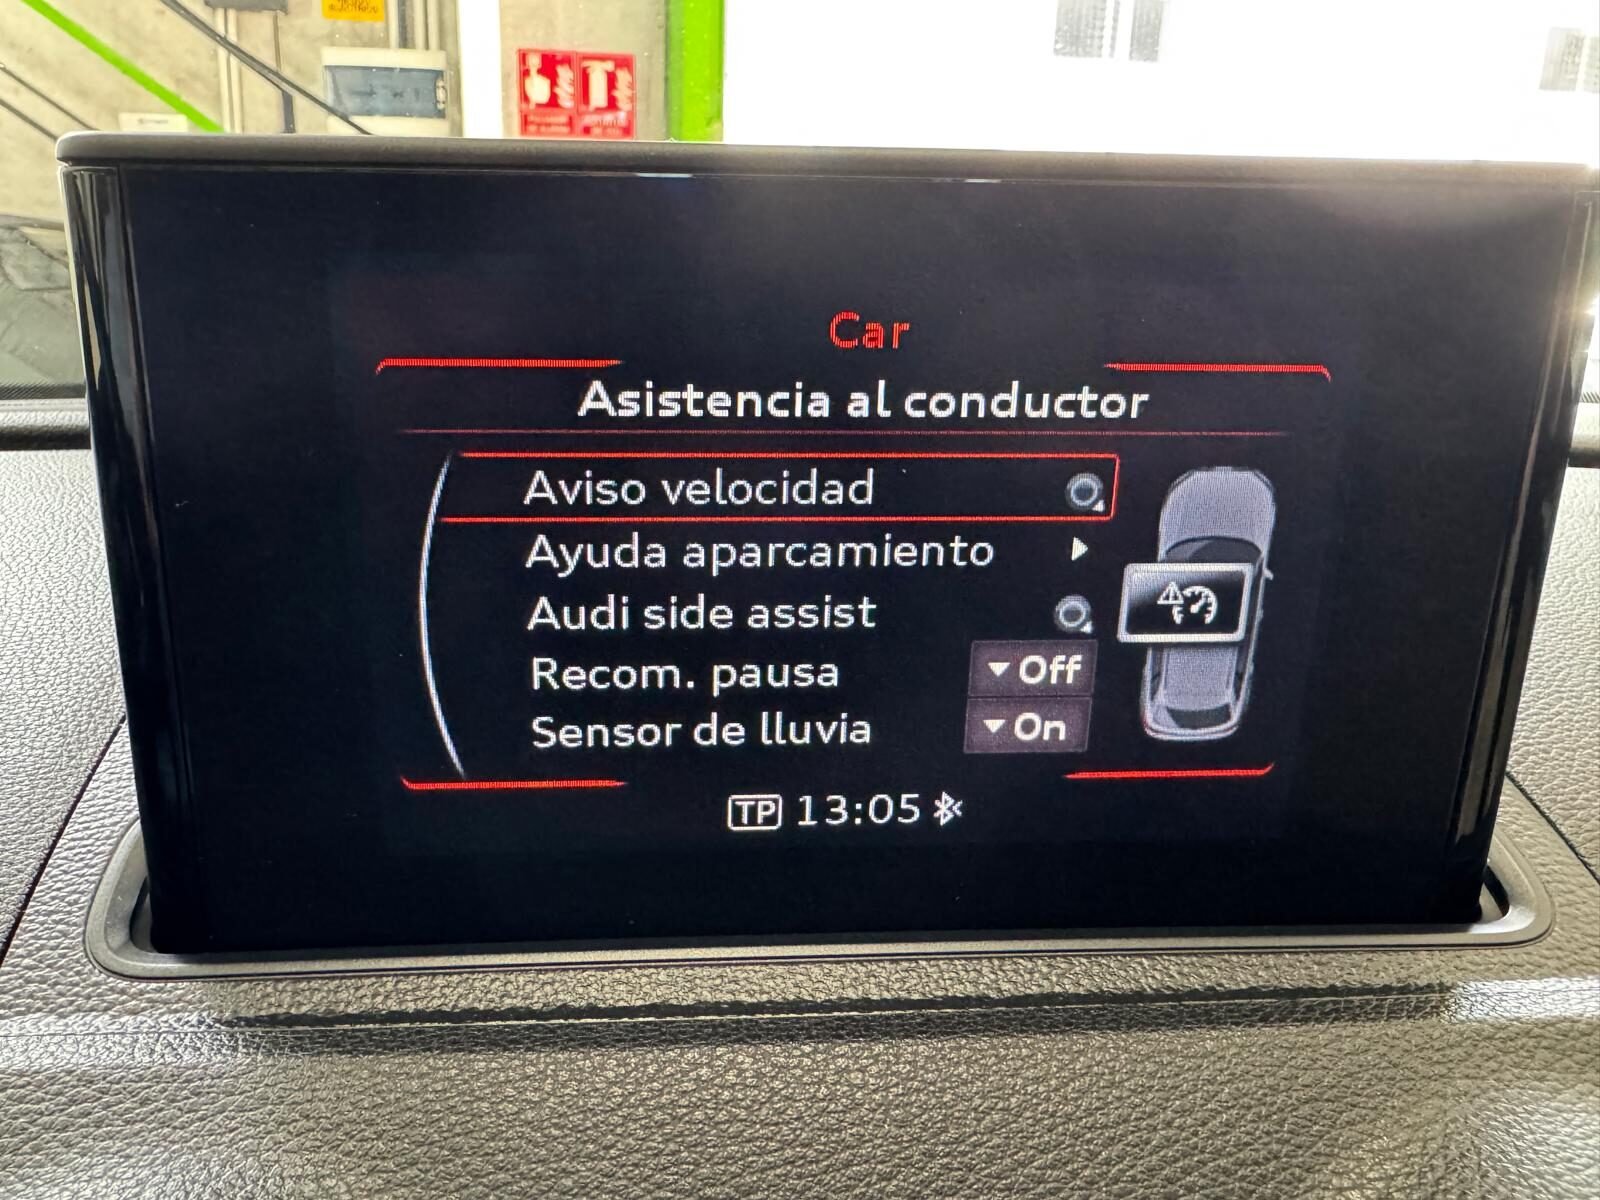 Car
Asistencia al conductor
Aviso velocidad
Ayuda aparcamiento
Audi side assist
Recom. pausa Off
Sensor de lluvia On
TP 13:05